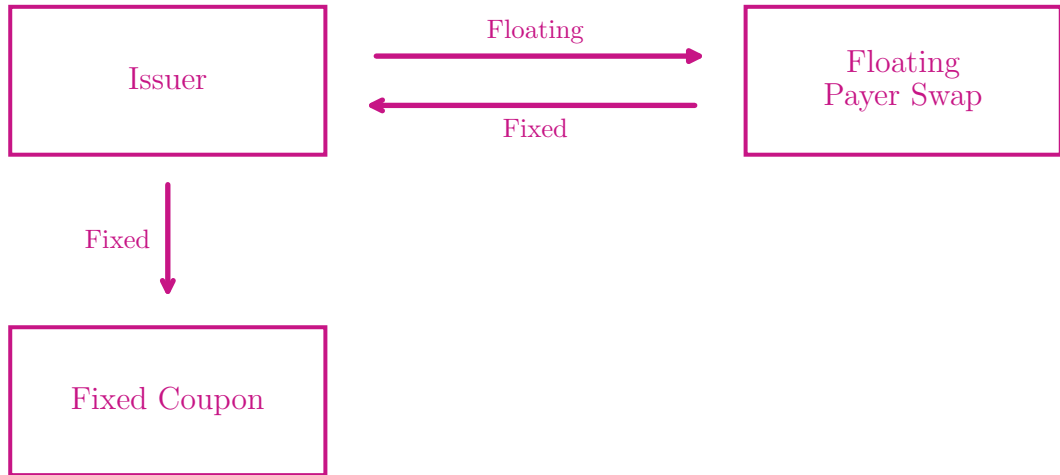 Issuer
Floating
Fixed
Floating
Payer Swap
Fixed
Fixed Coupon